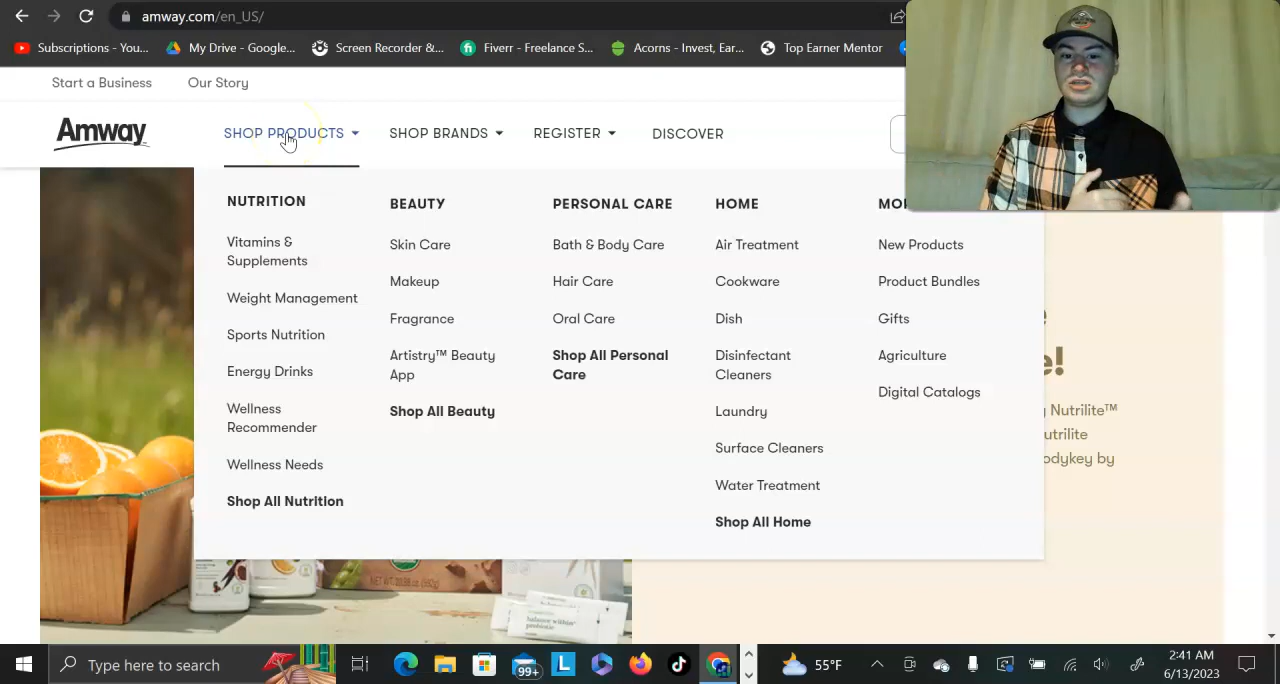 amway.com/en_US/
Subscriptions - You...
My Drive - Google...
Screen Recorder &...
Fiverr - Freelance S...
Acorns - Invest, Ear...
Top Earner Mentor
Start a Business
Our Story
Amway
SHOP PRODUCTS
SHOP BRANDS
REGISTER
DISCOVER
NUTRITION
Vitamins &
Supplements
Weight Management
Sports Nutrition
Energy Drinks
Wellness
Recommender
Wellness Needs
Shop All Nutrition
BEAUTY
Skin Care
Makeup
Fragrance
Artistry™ Beauty
App
Shop All Beauty
PERSONAL CARE
Bath & Body Care
Hair Care
Oral Care
Shop All Personal
Care
HOME
Air Treatment
Cookware
Dish
Disinfectant
Cleaners
Laundry
Surface Cleaners
Water Treatment
Shop All Home
New Products
Product Bundles
Gifts
Agriculture
Digital Catalogs
Nutrilite™
balance within™
probiotic
Type here to search
99+
L
55°F
2:41 AM
6/13/2023